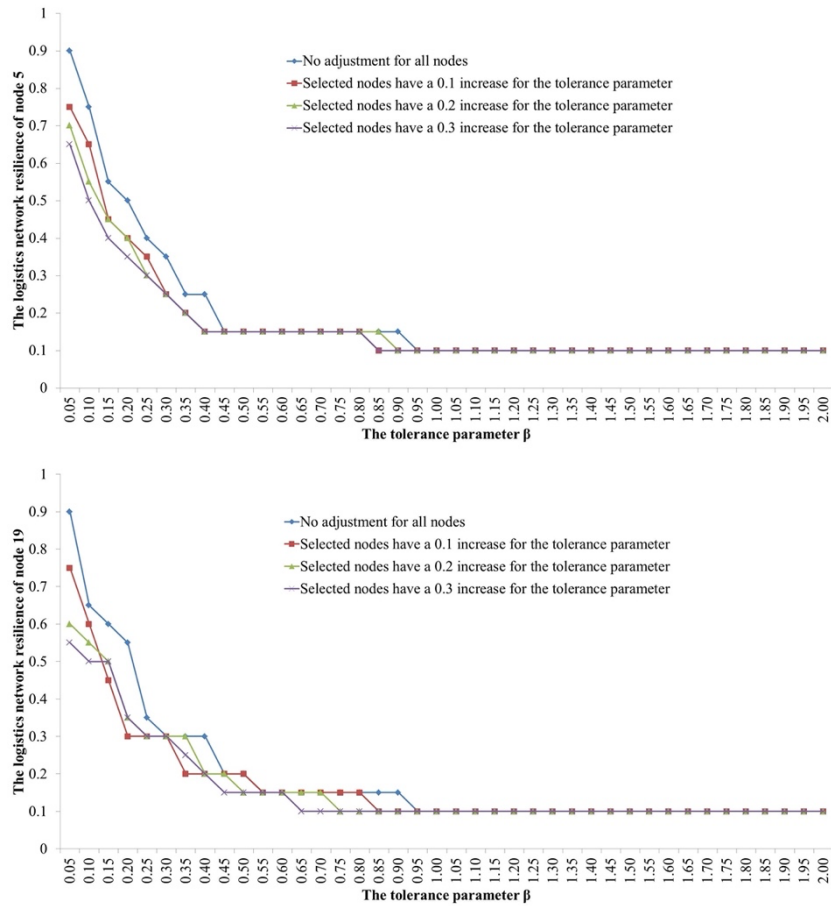 1
0.9
0.8
0.7
0.6
0.5
0.4
0.3
0.2
0.1
0
The logistics network resilience of node 5
No adjustment for all nodes
Selected nodes have a 0.1 increase for the tolerance parameter
Selected nodes have a 0.2 increase for the tolerance parameter
Selected nodes have a 0.3 increase for the tolerance parameter
0.05 0.10 0.15 0.20 0.25 0.30 0.35 0.40 0.45 0.50 0.55 0.60 0.65 0.70 0.75 0.80 0.85 0.90 0.95 1.00 1.05 1.10 1.15 1.20 1.25 1.30 1.35 1.40 1.45 1.50 1.55 1.60 1.65 1.70 1.75 1.80 1.85 1.90 1.95 2.00
The tolerance parameter β
1
0.9
0.8
0.7
0.6
0.5
0.4
0.3
0.2
0.1
0
The logistics network resilience of node 19
No adjustment for all nodes
Selected nodes have a 0.1 increase for the tolerance parameter
Selected nodes have a 0.2 increase for the tolerance parameter
Selected nodes have a 0.3 increase for the tolerance parameter
0.05 0.10 0.15 0.20 0.25 0.30 0.35 0.40 0.45 0.50 0.55 0.60 0.65 0.70 0.75 0.80 0.85 0.90 0.95 1.00 1.05 1.10 1.15 1.20 1.25 1.30 1.35 1.40 1.45 1.50 1.55 1.60 1.65 1.70 1.75 1.80 1.85 1.90 1.95 2.00
The tolerance parameter β